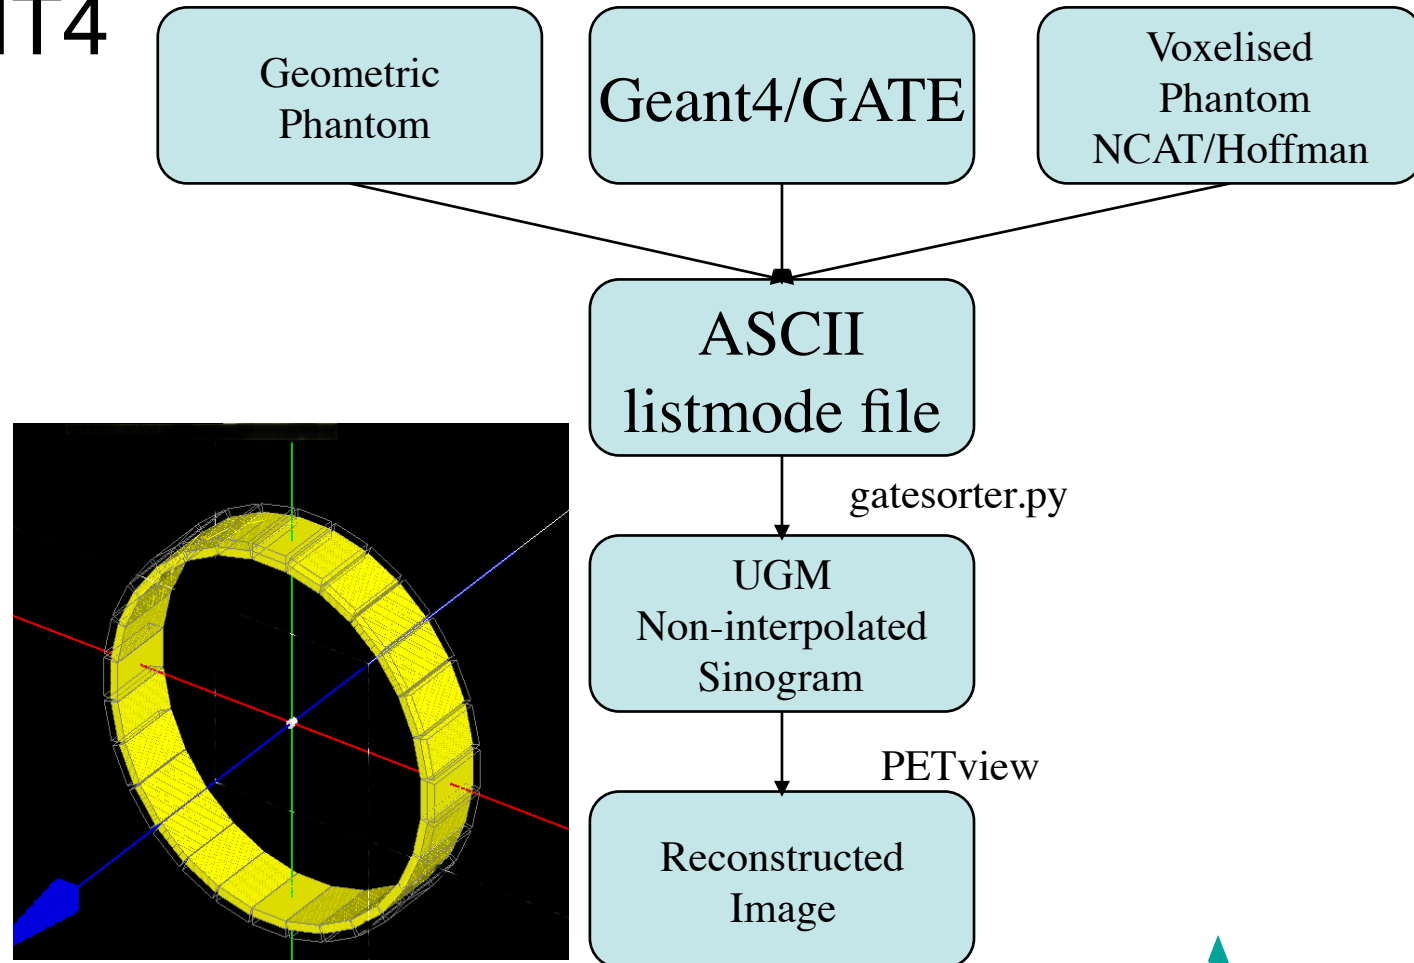 T4
Geometric
Phantom
Geant4/GATE
Voxelised
Phantom
NCAT/Hoffman
ASCII
listmode file
gatesorter.py
UGM
Non-interpolated
Sinogram
PETview
Reconstructed
Image